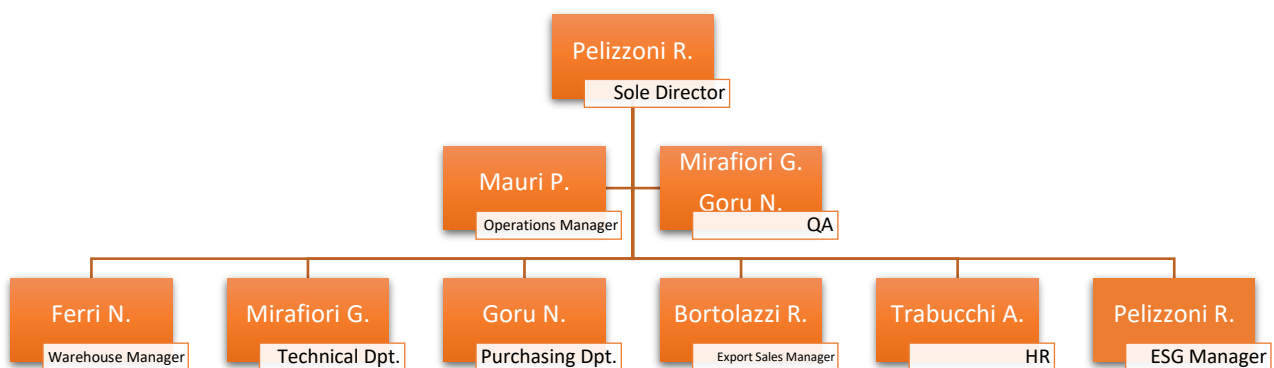 Pelizzoni R.
Sole Director
Mauri P.
Operations Manager
Mirafiori G.
Goru N.
QA
Ferri N.
Warehouse Manager
Mirafiori G.
Technical Dpt.
Goru N.
Purchasing Dpt.
Bortolazzi R.
Export Sales Manager
Trabucchi A.
HR
Pelizzoni R.
ESG Manager